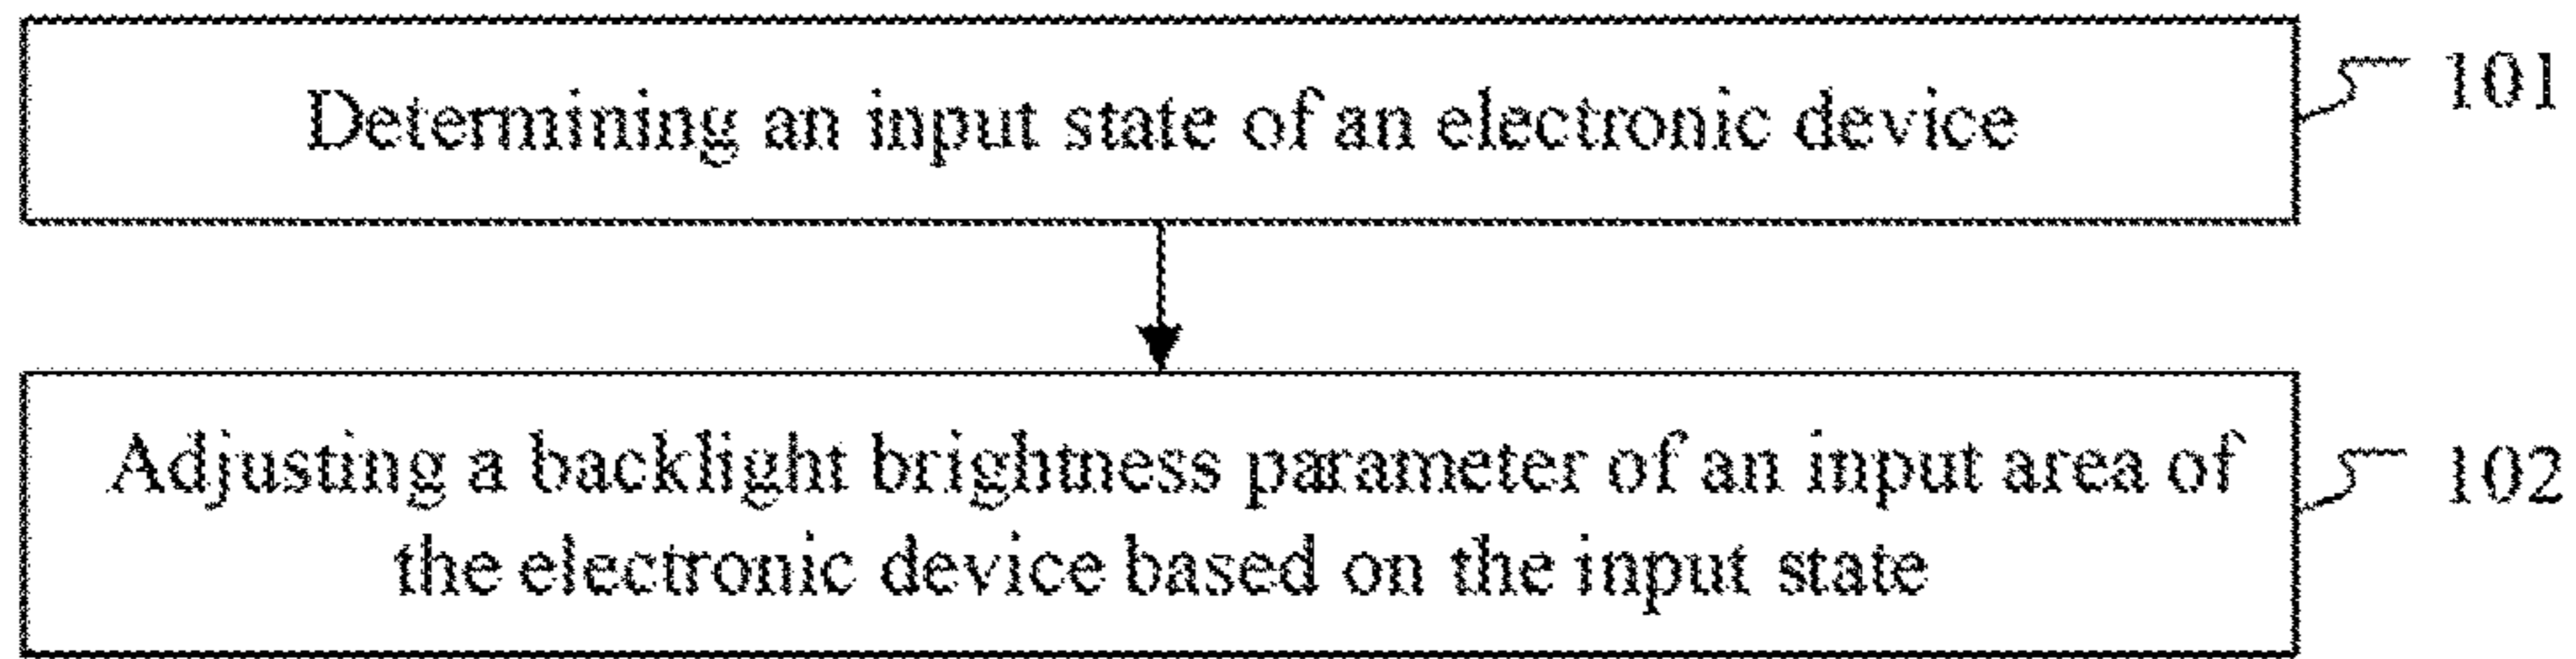 Determining an input state of an electronic device
101
Adjusting a backlight brightness parameter of an input area of
the electronic device based on the input state
102